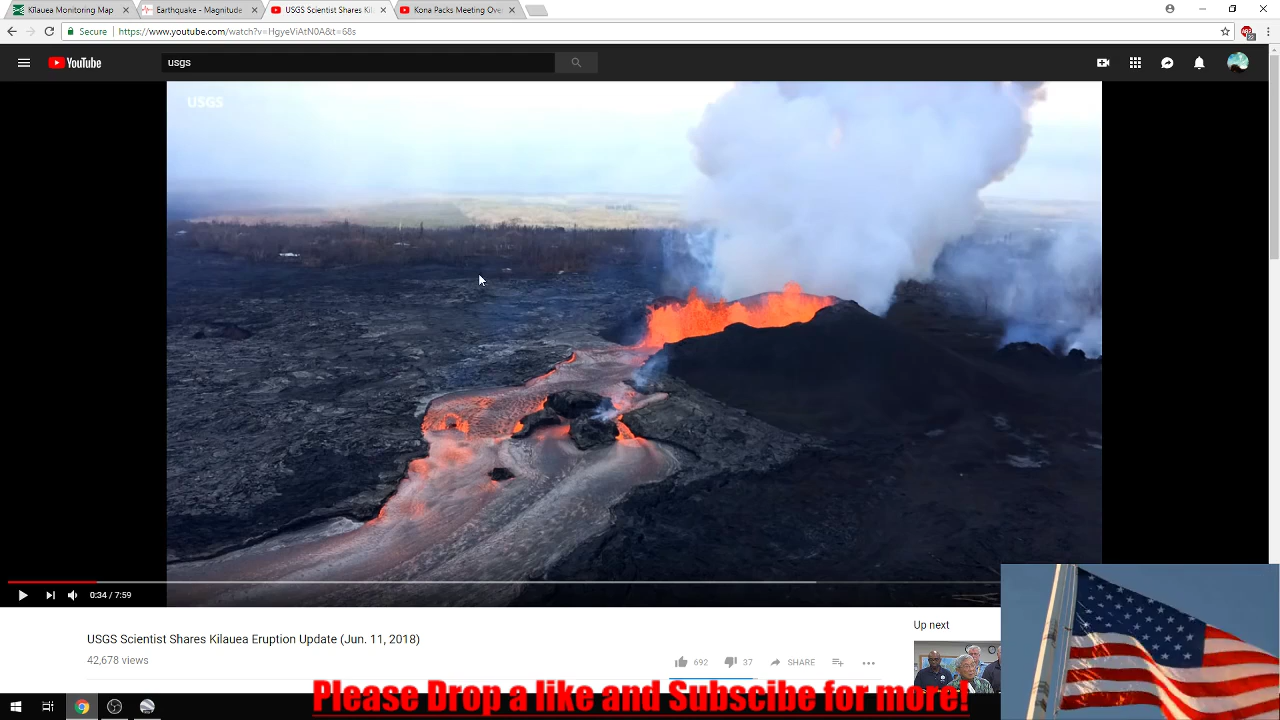 Kilauea Monitoring Map
Earthquake - Magnitude
USGS Scientist Shares Kil
Kona Packs Meeting Ove
Secure
https://www.youtube.com/watch?v=HgyeViAtN0A&t=68s
YouTube
usgs
USGS
0:34 / 7:59
USGS Scientist Shares Kilauea Eruption Update (Jun. 11, 2018)
Up next
42,678 views
692
37
SHARE
Please Drop a like and Subscibe for more!